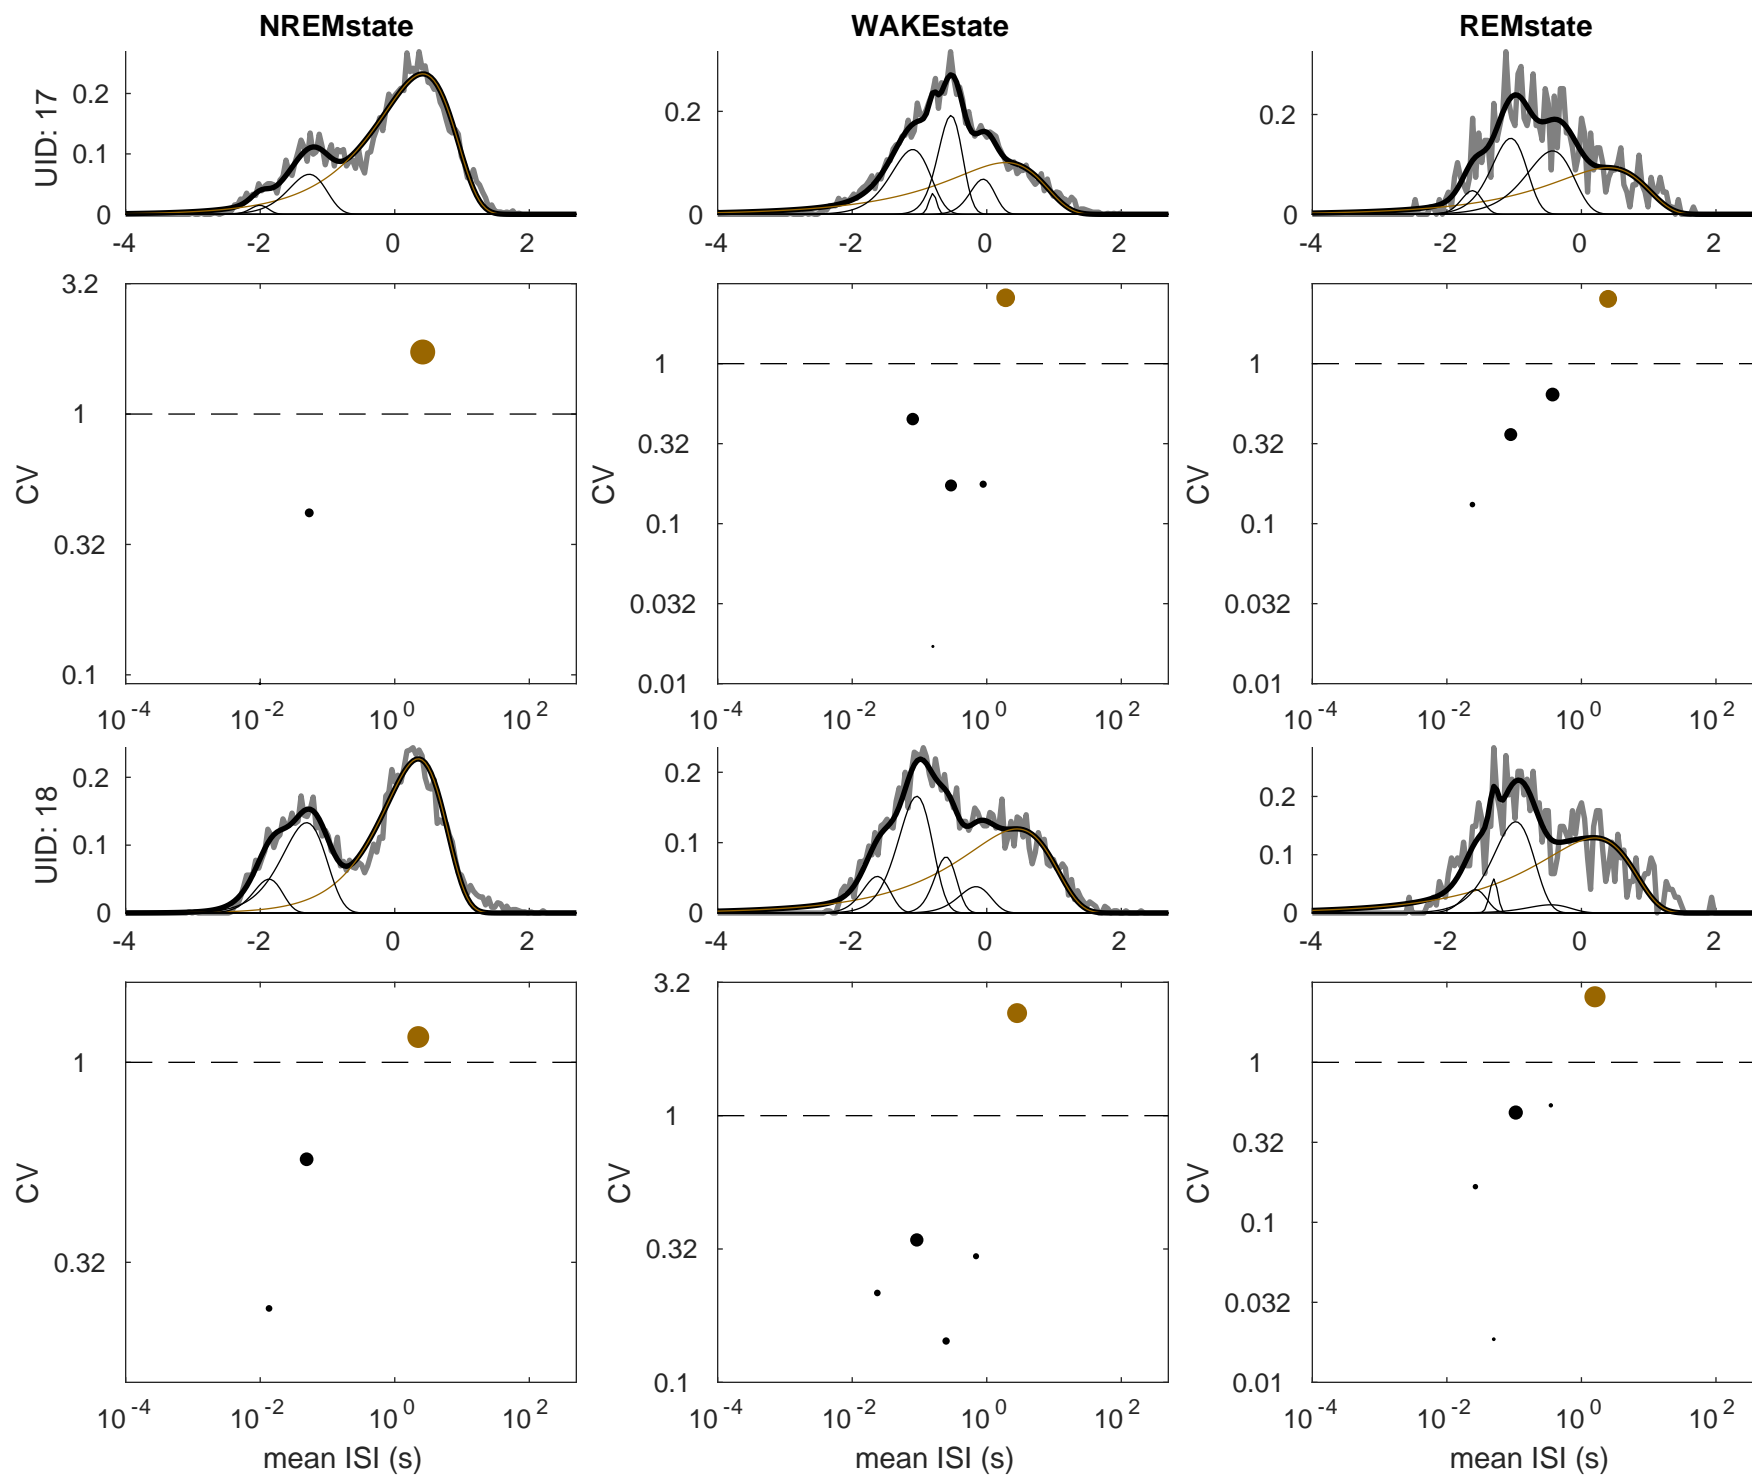 NREMstate WAKEstate REMstate
UID: 17
0.2 0.1 0
0.2 0
0.2 0
-4 -2 0 2
-4 -2 0 2
-4 -2 0 2
CV
3.2 1 0.32 0.1
CV
1 0.32 0.1 0.032 0.01
CV
1 0.32 0.1 0.032 0.01
10^-4 10^-2 10^0 10^2
10^-4 10^-2 10^0 10^2
10^-4 10^-2 10^0 10^2
UID: 18
0.2 0.1 0
0.2 0.1 0
0.2 0.1 0
-4 -2 0 2
-4 -2 0 2
-4 -2 0 2
CV
1 0.32
CV
3.2 1 0.32 0.1
CV
1 0.32 0.1 0.032 0.01
10^-4 10^-2 10^0 10^2
10^-4 10^-2 10^0 10^2
10^-4 10^-2 10^0 10^2
mean ISI (s) mean ISI (s) mean ISI (s)